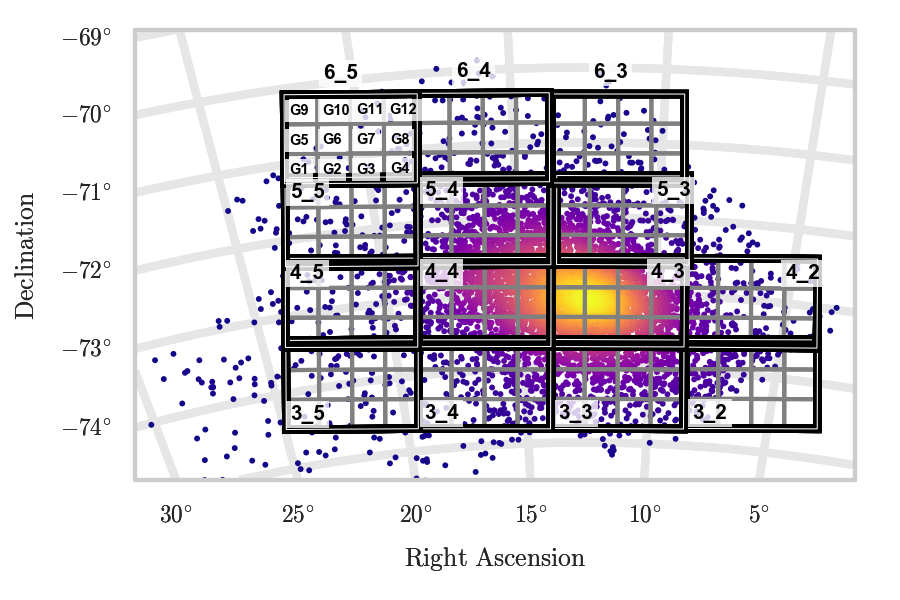 −69°
−70°
−71°
−72°
−73°
−74°
Declination
6_5 6_4 6_3
G9 G10 G11 G12
G5 G6 G7 G8
G1 G2 G3 G4
5_5 5_4 5_3
4_5 4_4 4_3 4_2
3_5 3_4 3_3 3_2
30° 25° 20° 15° 10° 5°
Right Ascension